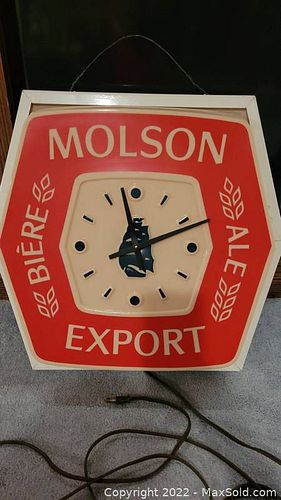 MOLSON
BIÈRE
ALE
EXPORT
Copyright © 2022 - MaxSold.com